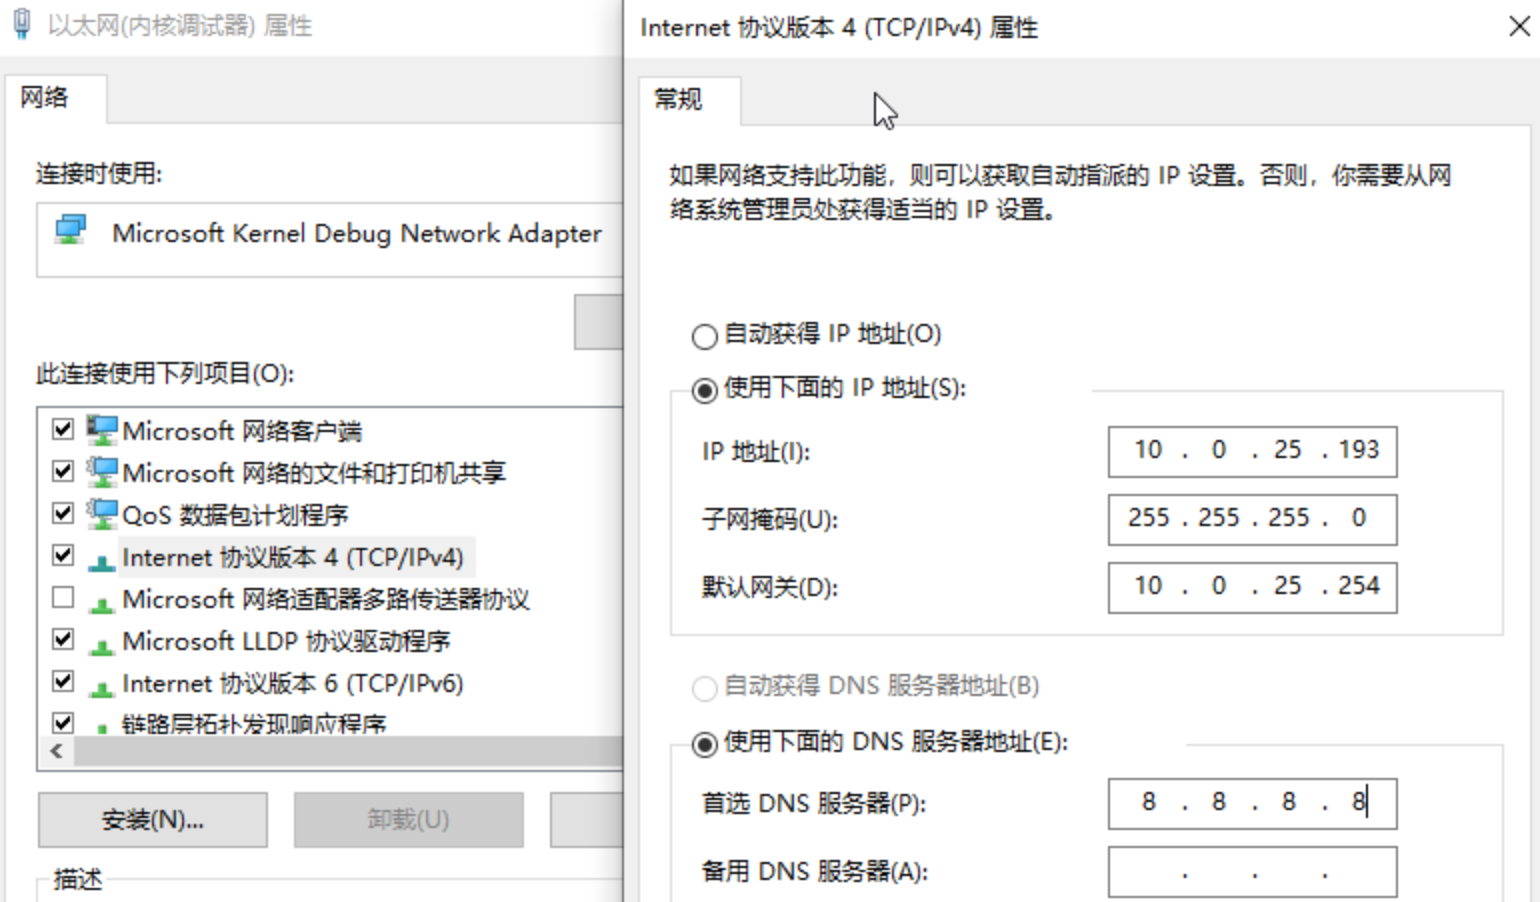 以太网(内核调试器) 属性
网络
连接时使用:
Microsoft Kernel Debug Network Adapter
此连接使用下列项目(O):
Microsoft 网络客户端
Microsoft 网络的文件和打印机共享
QoS 数据包计划程序
Internet 协议版本 4 (TCP/IPv4)
Microsoft 网络适配器多路传送器协议
Microsoft LLDP 协议驱动程序
Internet 协议版本 6 (TCP/IPv6)
链路层拓扑发现响应程序
安装(N)...
卸载(U)
描述
Internet 协议版本 4 (TCP/IPv4) 属性
常规
如果网络支持此功能，则可以获取自动指派的 IP 设置。否则，你需要从网
络系统管理员处获得适当的 IP 设置。
自动获得 IP 地址(O)
使用下面的 IP 地址(S):
IP 地址(I): 10 . 0 . 25 . 193
子网掩码(U): 255 . 255 . 255 . 0
默认网关(D): 10 . 0 . 25 . 254
自动获得 DNS 服务器地址(B)
使用下面的 DNS 服务器地址(E):
首选 DNS 服务器(P): 8 . 8 . 8 . 8
备用 DNS 服务器(A): . . .